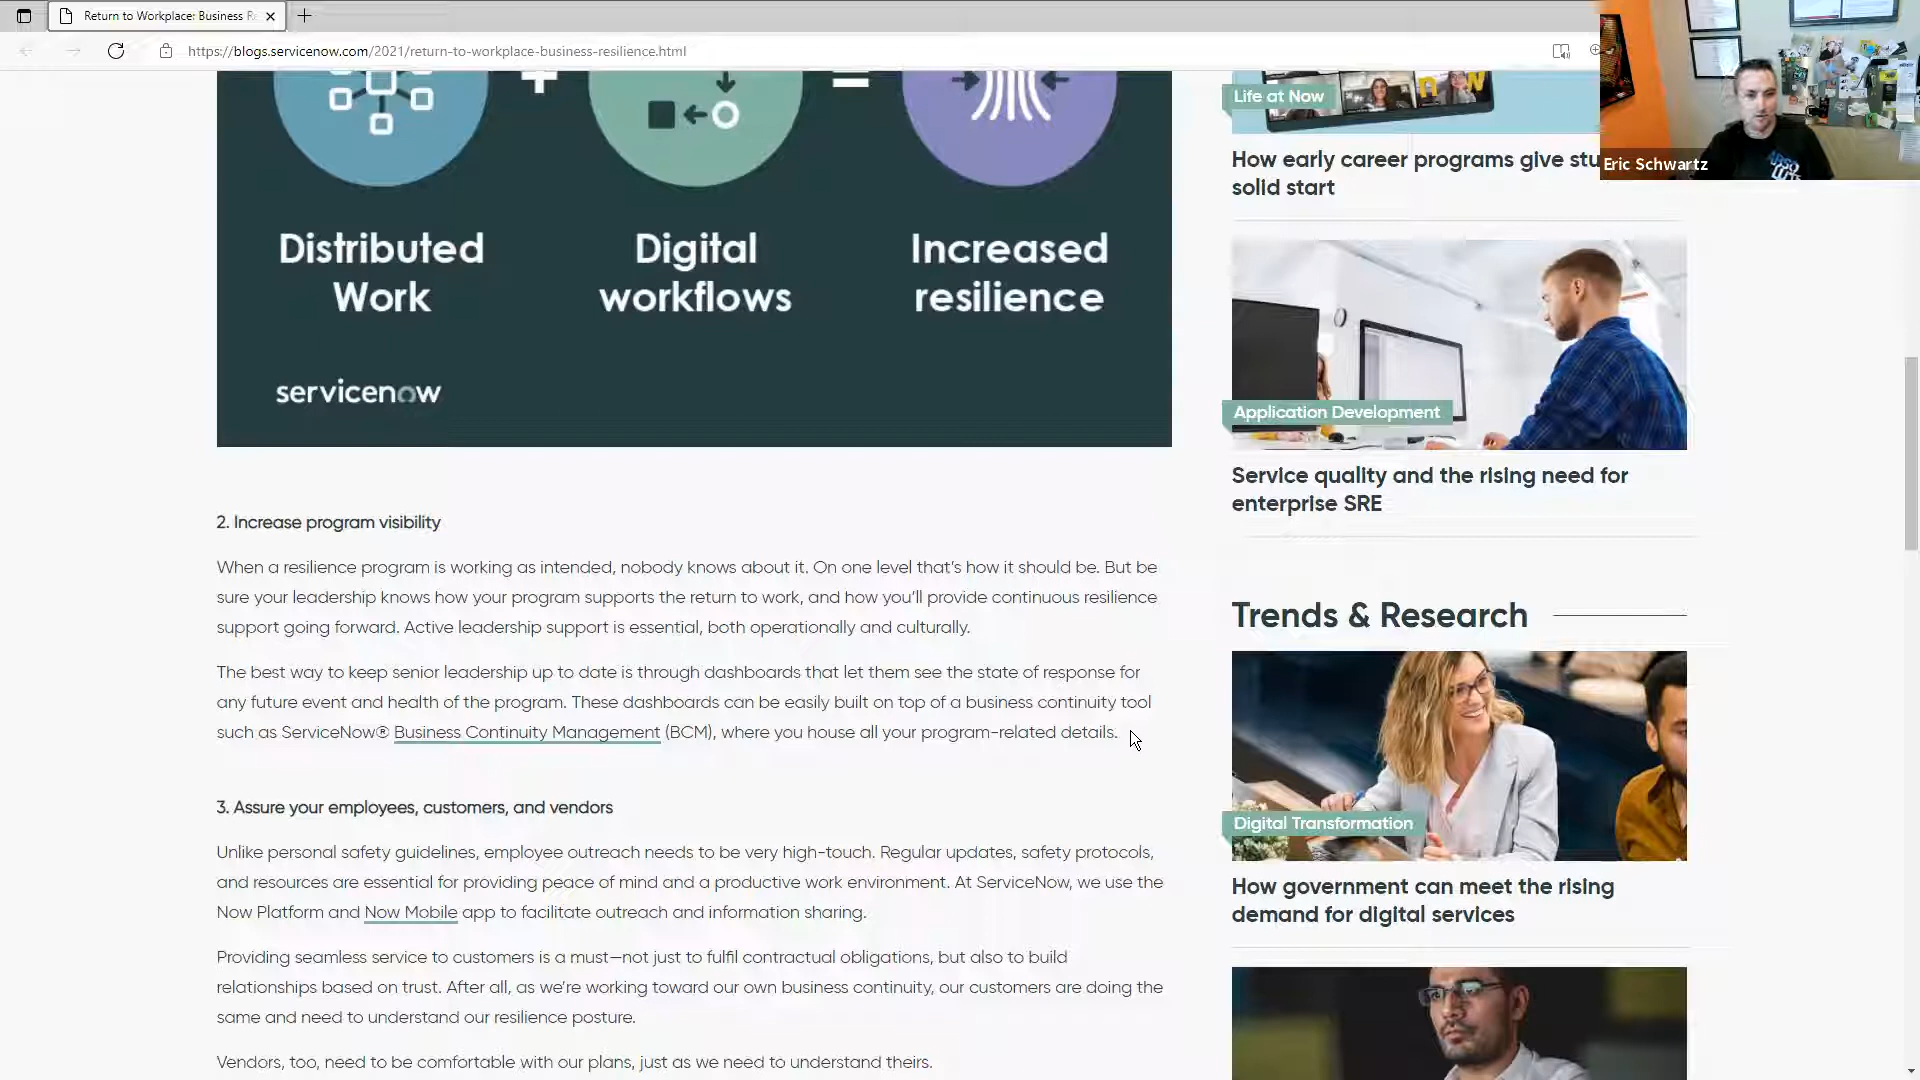 Return to Workplace: Business R
https://blogs.servicenow.com/2021/return-to-workplace-business-resilience.html
Eric Schwartz
Distributed
Work
Digital
workflows
Increased
resilience
servicenow
2. Increase program visibility
When a resilience program is working as intended, nobody knows about it. On one level that's how it should be. But be
sure your leadership knows how your program supports the return to work, and how you'll provide continuous resilience
support going forward. Active leadership support is essential, both operationally and culturally.
The best way to keep senior leadership up to date is through dashboards that let them see the state of response for
any future event and health of the program. These dashboards can be easily built on top of a business continuity tool
such as ServiceNow® Business Continuity Management (BCM), where you house all your program-related details.
3. Assure your employees, customers, and vendors
Unlike personal safety guidelines, employee outreach needs to be very high-touch. Regular updates, safety protocols,
and resources are essential for providing peace of mind and a productive work environment. At ServiceNow, we use the
Now Platform and Now Mobile app to facilitate outreach and information sharing.
Providing seamless service to customers is a must—not just to fulfil contractual obligations, but also to build
relationships based on trust. After all, as we're working toward our own business continuity, our customers are doing the
same and need to understand our resilience posture.
Vendors, too, need to be comfortable with our plans, just as we need to understand theirs.
Life at Now
How early career programs give stu
solid start
Application Development
Service quality and the rising need for
enterprise SRE
Trends & Research
Digital Transformation
How government can meet the rising
demand for digital services